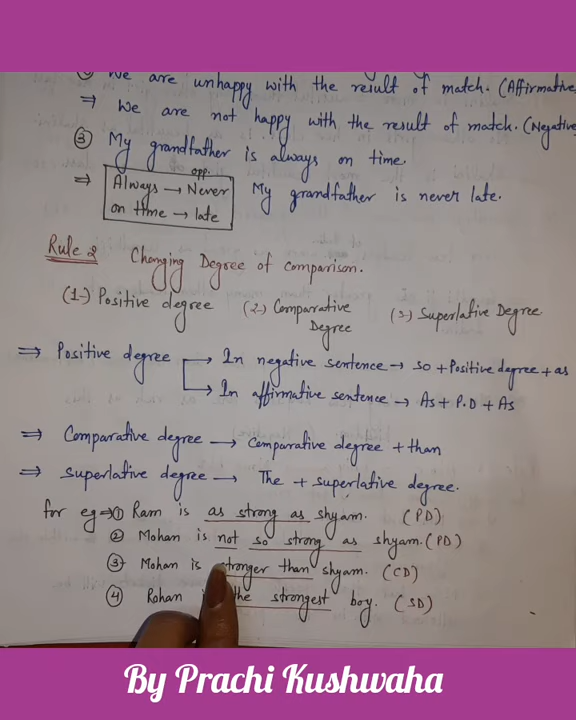 We are unhappy with the result of match. (Affirmative
⇒ We are not happy with the result of match. (Negative
③ My grandfather is always on time.
opp.
⇒ Always → Never My grandfather is never late.
on time → late
Rule 2 Changing Degree of comparison.
(1-) Positive degree (2-) Comparative Degree (3-) Superlative Degree.
⇒ Positive degree → In negative sentence → so + Positive degree + as
→ In affirmative sentence → As + P.D + As
⇒ Comparative degree → Comparative degree + than
⇒ Superlative degree → The + superlative degree.
for eg ⇒ ① Ram is as strong as shyam. (PD)
② Mohan is not so strong as shyam. (PD)
③ Mohan is stronger than shyam. (CD)
④ Rohan the strongest boy. (SD)
By Prachi Kushwaha